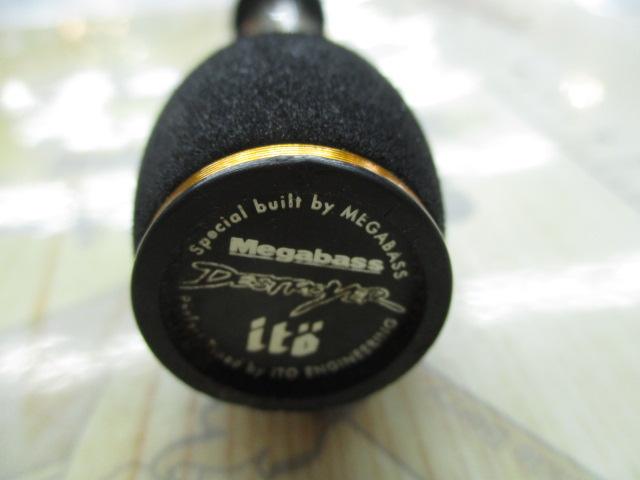 Special built by MEGABASS
Megabass
DESTROYER
itö
by ITO ENGINEERING